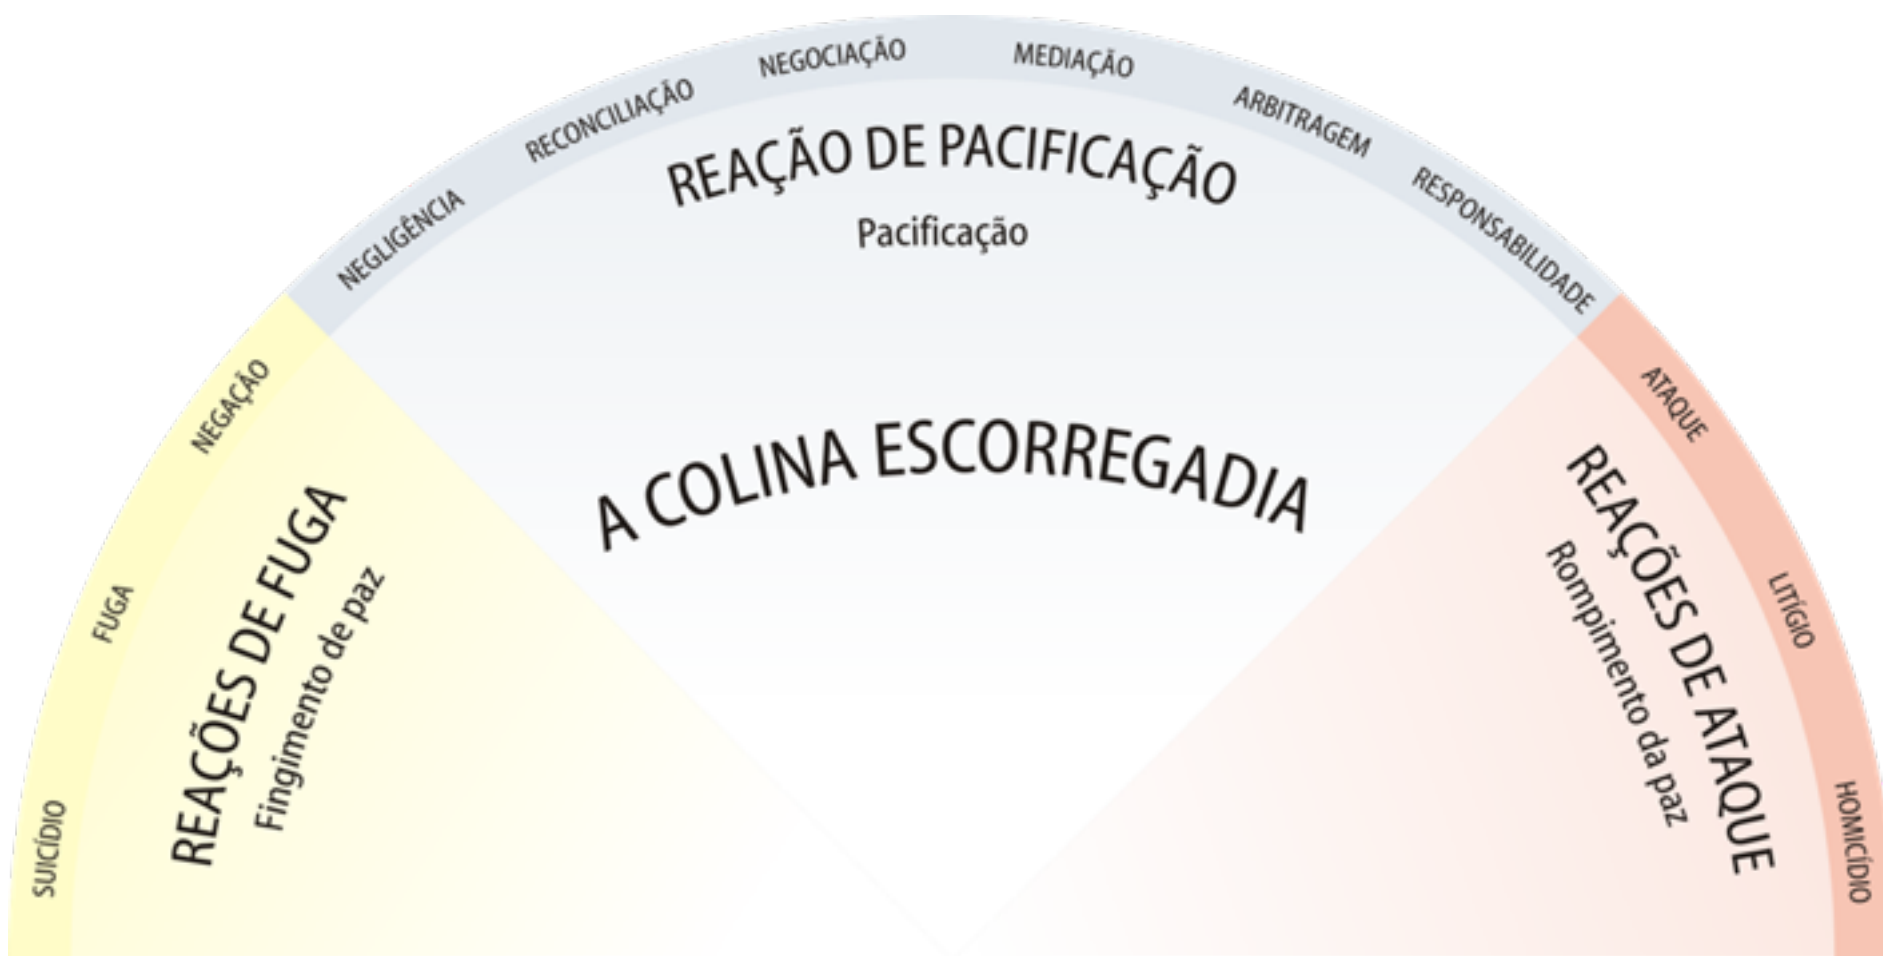 NEGLIGÊNCIA
RECONCILIAÇÃO
NEGOCIAÇÃO
MEDIAÇÃO
ARBITRAGEM
RESPONSABILIDADE
REAÇÃO DE PACIFICAÇÃO
Pacificação
A COLINA ESCORREGADIA
NEGAÇÃO
FUGA
SUICÍDIO
REAÇÕES DE FUGA
Fingimento de paz
ATAQUE
LITÍGIO
HOMICÍDIO
REAÇÕES DE ATAQUE
Rompimento da paz